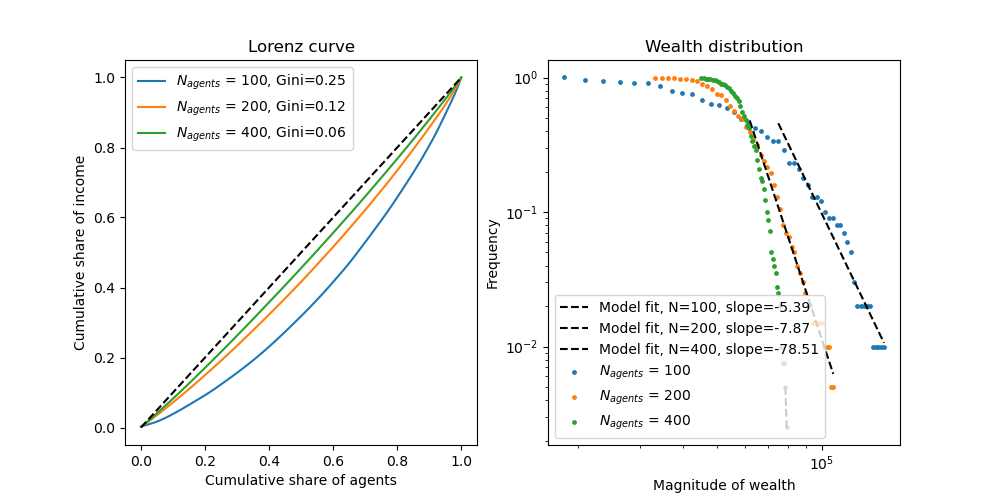 Lorenz curve
N_agents = 100, Gini=0.25
N_agents = 200, Gini=0.12
N_agents = 400, Gini=0.06
Cumulative share of income
1.0
0.8
0.6
0.4
0.2
0.0
0.0 0.2 0.4 0.6 0.8 1.0
Cumulative share of agents
Wealth distribution
Frequency
10^0
10^-1
10^-2
Model fit, N=100, slope=-5.39
Model fit, N=200, slope=-7.87
Model fit, N=400, slope=-78.51
N_agents = 100
N_agents = 200
N_agents = 400
10^5
Magnitude of wealth